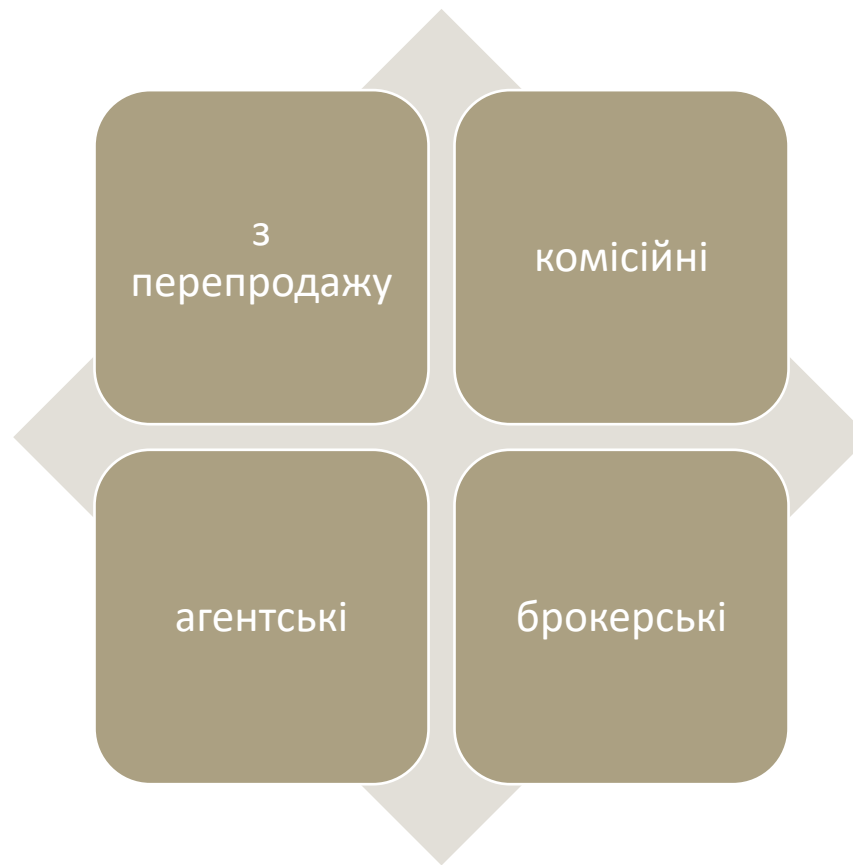 з
перепродажу
комісійні
агентські
брокерські